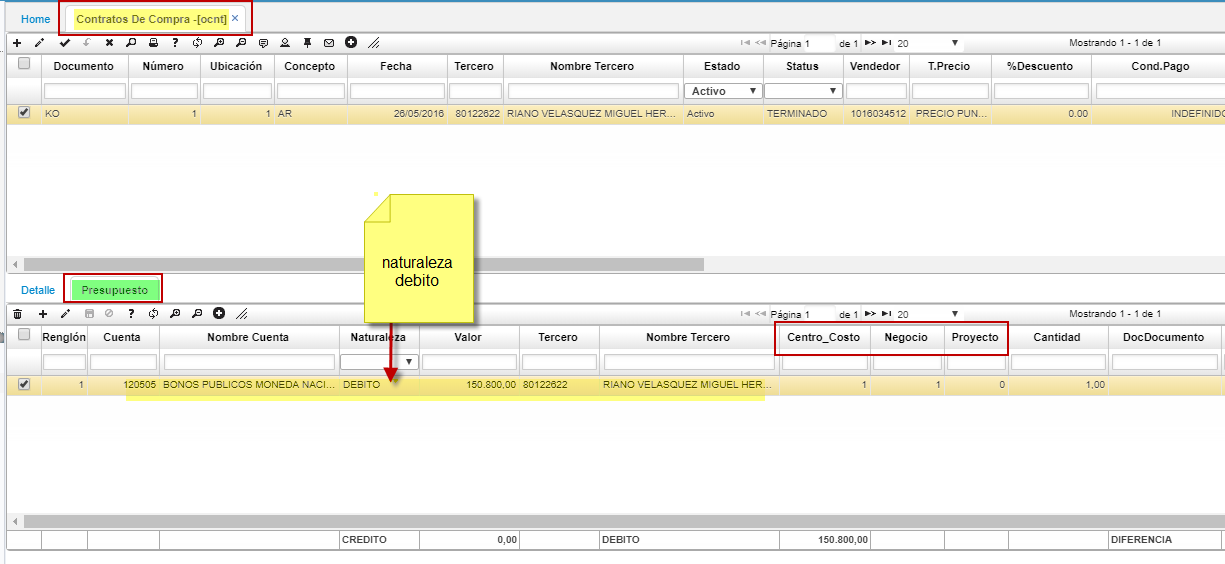 Home Contratos De Compra -[ocnt] ×
Página 1 de 1 20 Mostrando 1 - 1 de 1
Documento Número Ubicación Concepto Fecha Tercero Nombre Tercero Estado Status Vendedor T.Precio %Descuento Cond.Pago
Activo
KO 1 1 AR 26/05/2016 80122622 RIANO VELASQUEZ MIGUEL HER... Activo TERMINADO 1016034512 PRECIO PUN... 0.00 INDEFINIDO
naturaleza
debito
Detalle Presupuesto
Página 1 de 1 20 Mostrando 1 - 1 de 1
Renglón Cuenta Nombre Cuenta Naturaleza Valor Tercero Nombre Tercero Centro_Costo Negocio Proyecto Cantidad DocDocumento
1 120505 BONOS PUBLICOS MONEDA NACI... DEBITO 150.800,00 80122622 RIANO VELASQUEZ MIGUEL HER... 1 1 0 1,00
CREDITO 0,00 DEBITO 150.800,00 DIFERENCIA